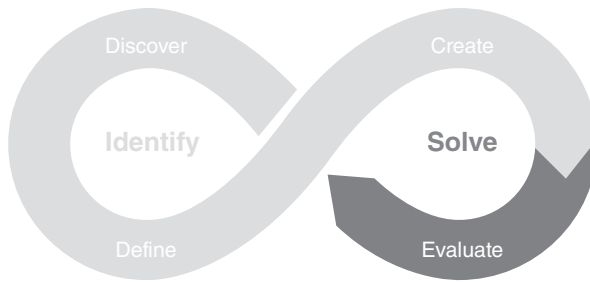 Discover
Create
Identify
Solve
Define
Evaluate